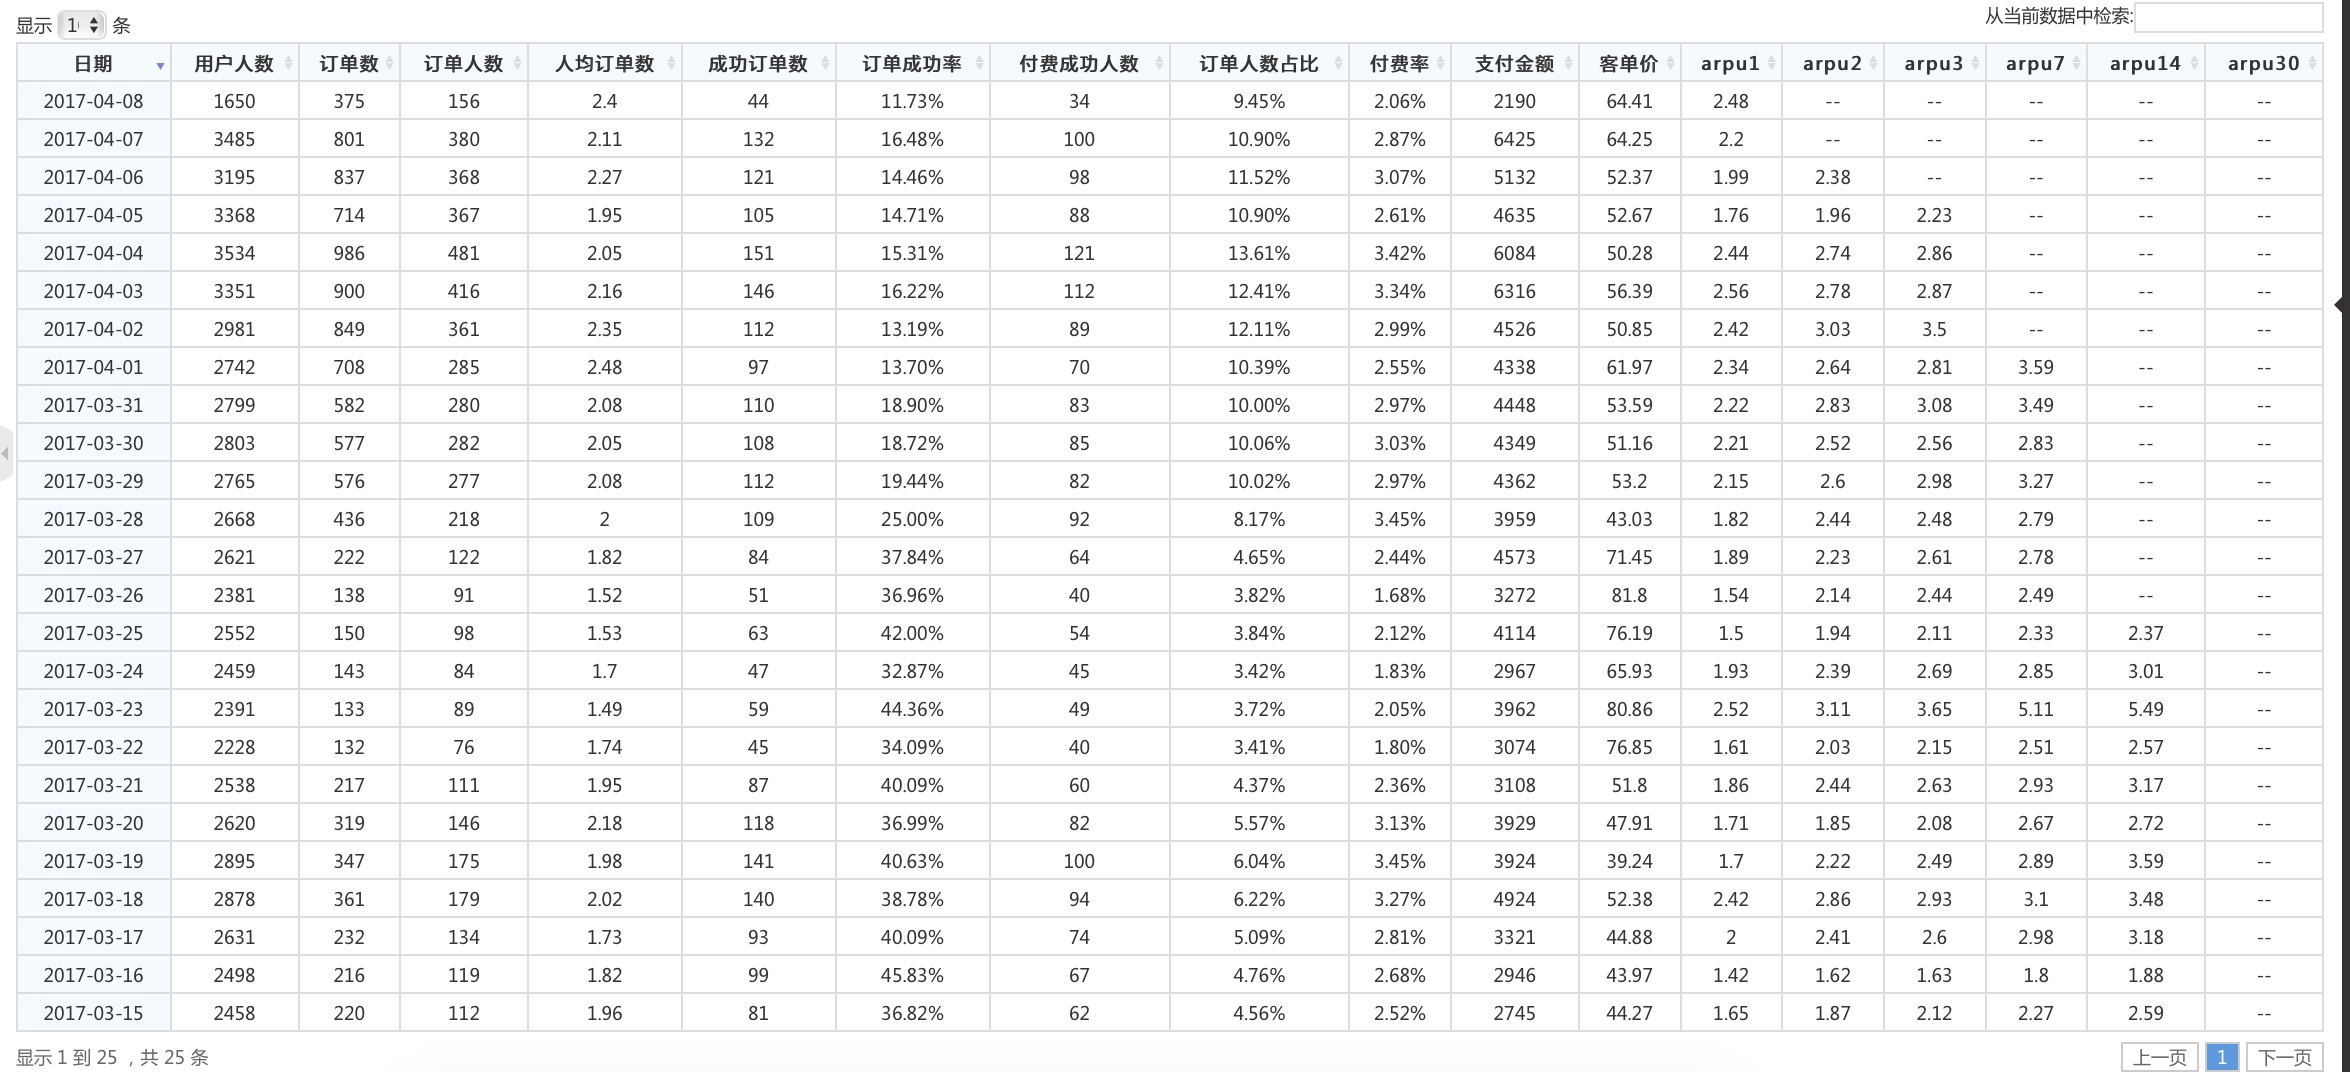 显示 1 条
从当前数据中检索:
日期 用户人数 订单数 订单人数 人均订单数 成功订单数 订单成功率 付费成功人数 订单人数占比 付费率 支付金额 客单价 arpu1 arpu2 arpu3 arpu7 arpu14 arpu30
2017-04-08 1650 375 156 2.4 44 11.73% 34 9.45% 2.06% 2190 64.41 2.48 -- -- -- -- --
2017-04-07 3485 801 380 2.11 132 16.48% 100 10.90% 2.87% 6425 64.25 2.2 -- -- -- -- --
2017-04-06 3195 837 368 2.27 121 14.46% 98 11.52% 3.07% 5132 52.37 1.99 2.38 -- -- -- --
2017-04-05 3368 714 367 1.95 105 14.71% 88 10.90% 2.61% 4635 52.67 1.76 1.96 2.23 -- -- --
2017-04-04 3534 986 481 2.05 151 15.31% 121 13.61% 3.42% 6084 50.28 2.44 2.74 2.86 -- -- --
2017-04-03 3351 900 416 2.16 146 16.22% 112 12.41% 3.34% 6316 56.39 2.56 2.78 2.87 -- -- --
2017-04-02 2981 849 361 2.35 112 13.19% 89 12.11% 2.99% 4526 50.85 2.42 3.03 3.5 -- -- --
2017-04-01 2742 708 285 2.48 97 13.70% 70 10.39% 2.55% 4338 61.97 2.34 2.64 2.81 3.59 -- --
2017-03-31 2799 582 280 2.08 110 18.90% 83 10.00% 2.97% 4448 53.59 2.22 2.83 3.08 3.49 -- --
2017-03-30 2803 577 282 2.05 108 18.72% 85 10.06% 3.03% 4349 51.16 2.21 2.52 2.56 2.83 -- --
2017-03-29 2765 576 277 2.08 112 19.44% 82 10.02% 2.97% 4362 53.2 2.15 2.6 2.98 3.27 -- --
2017-03-28 2668 436 218 2 109 25.00% 92 8.17% 3.45% 3959 43.03 1.82 2.44 2.48 2.79 -- --
2017-03-27 2621 222 122 1.82 84 37.84% 64 4.65% 2.44% 4573 71.45 1.89 2.23 2.61 2.78 -- --
2017-03-26 2381 138 91 1.52 51 36.96% 40 3.82% 1.68% 3272 81.8 1.54 2.14 2.44 2.49 -- --
2017-03-25 2552 150 98 1.53 63 42.00% 54 3.84% 2.12% 4114 76.19 1.5 1.94 2.11 2.33 2.37 --
2017-03-24 2459 143 84 1.7 47 32.87% 45 3.42% 1.83% 2967 65.93 1.93 2.39 2.69 2.85 3.01 --
2017-03-23 2391 133 89 1.49 59 44.36% 49 3.72% 2.05% 3962 80.86 2.52 3.11 3.65 5.11 5.49 --
2017-03-22 2228 132 76 1.74 45 34.09% 40 3.41% 1.80% 3074 76.85 1.61 2.03 2.15 2.51 2.57 --
2017-03-21 2538 217 111 1.95 87 40.09% 60 4.37% 2.36% 3108 51.8 1.86 2.44 2.63 2.93 3.17 --
2017-03-20 2620 319 146 2.18 118 36.99% 82 5.57% 3.13% 3929 47.91 1.71 1.85 2.08 2.67 2.72 --
2017-03-19 2895 347 175 1.98 141 40.63% 100 6.04% 3.45% 3924 39.24 1.7 2.22 2.49 2.89 3.59 --
2017-03-18 2878 361 179 2.02 140 38.78% 94 6.22% 3.27% 4924 52.38 2.42 2.86 2.93 3.1 3.48 --
2017-03-17 2631 232 134 1.73 93 40.09% 74 5.09% 2.81% 3321 44.88 2 2.41 2.6 2.98 3.18 --
2017-03-16 2498 216 119 1.82 99 45.83% 67 4.76% 2.68% 2946 43.97 1.42 1.62 1.63 1.8 1.88 --
2017-03-15 2458 220 112 1.96 81 36.82% 62 4.56% 2.52% 2745 44.27 1.65 1.87 2.12 2.27 2.59 --
显示 1 到 25 ，共 25 条
上一页 1 下一页